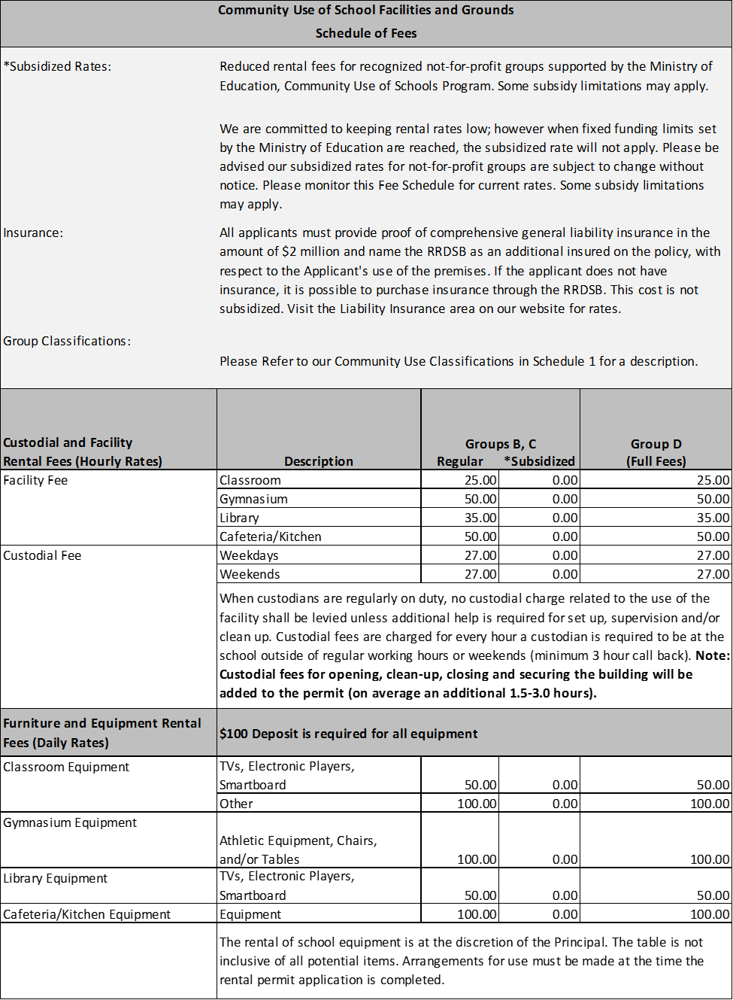 Community Use of School Facilities and Grounds
Schedule of Fees
*Subsidized Rates:
Reduced rental fees for recognized not-for-profit groups supported by the Ministry of
Education, Community Use of Schools Program. Some subsidy limitations may apply.
We are committed to keeping rental rates low; however when fixed funding limits set
by the Ministry of Education are reached, the subsidized rate will not apply. Please be
advised our subsidized rates for not-for-profit groups are subject to change without
notice. Please monitor this Fee Schedule for current rates. Some subsidy limitations
may apply.
Insurance:
All applicants must provide proof of comprehensive general liability insurance in the
amount of $2 million and name the RRDSB as an additional insured on the policy, with
respect to the Applicant's use of the premises. If the applicant does not have
insurance, it is possible to purchase insurance through the RRDSB. This cost is not
subsidized. Visit the Liability Insurance area on our website for rates.
Group Classifications:
Please Refer to our Community Use Classifications in Schedule 1 for a description.
Custodial and Facility
Rental Fees (Hourly Rates) Description Groups B, C Group D
Regular *Subsidized (Full Fees)
Facility Fee Classroom 25.00 0.00 25.00
Gymnasium 50.00 0.00 50.00
Library 35.00 0.00 35.00
Cafeteria/Kitchen 50.00 0.00 50.00
Custodial Fee Weekdays 27.00 0.00 27.00
Weekends 27.00 0.00 27.00
When custodians are regularly on duty, no custodial charge related to the use of the
facility shall be levied unless additional help is required for set up, supervision and/or
clean up. Custodial fees are charged for every hour a custodian is required to be at the
school outside of regular working hours or weekends (minimum 3 hour call back). Note:
Custodial fees for opening, clean-up, closing and securing the building will be
added to the permit (on average an additional 1.5-3.0 hours).
Furniture and Equipment Rental
Fees (Daily Rates)
$100 Deposit is required for all equipment
Classroom Equipment TVs, Electronic Players,
Smartboard 50.00 0.00 50.00
Other 100.00 0.00 100.00
Gymnasium Equipment
Athletic Equipment, Chairs,
and/or Tables 100.00 0.00 100.00
Library Equipment TVs, Electronic Players,
Smartboard 50.00 0.00 50.00
Cafeteria/Kitchen Equipment Equipment 100.00 0.00 100.00
The rental of school equipment is at the discretion of the Principal. The table is not
inclusive of all potential items. Arrangements for use must be made at the time the
rental permit application is completed.